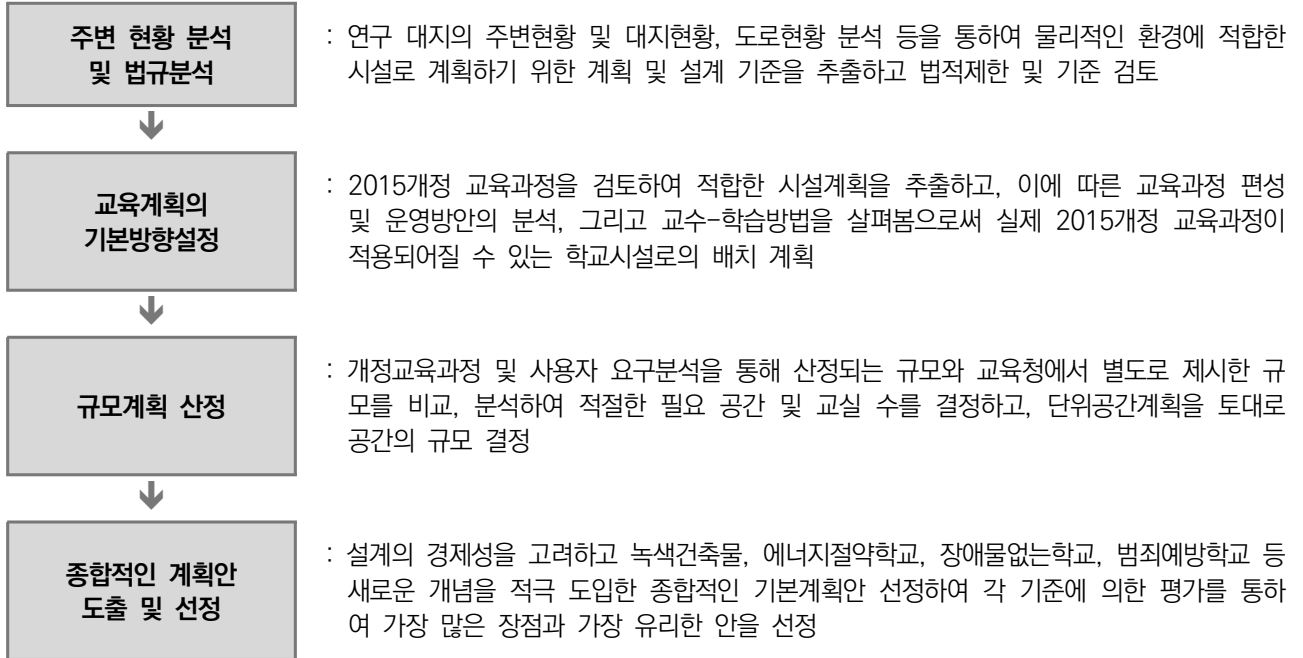 주변 현황 분석
및 법규분석
: 연구 대지의 주변현황 및 대지현황, 도로현황 분석 등을 통하여 물리적인 환경에 적합한
시설로 계획하기 위한 계획 및 설계 기준을 추출하고 법적제한 및 기준 검토
교육계획의
기본방향설정
: 2015개정 교육과정을 검토하여 적합한 시설계획을 추출하고, 이에 따른 교육과정 편성
및 운영방안의 분석, 그리고 교수-학습방법을 살펴봄으로써 실제 2015개정 교육과정이
적용되어질 수 있는 학교시설로의 배치 계획
규모계획 산정
: 개정교육과정 및 사용자 요구분석을 통해 산정되는 규모와 교육청에서 별도로 제시한 규
모를 비교, 분석하여 적절한 필요 공간 및 교실 수를 결정하고, 단위공간계획을 토대로
공간의 규모 결정
종합적인 계획안
도출 및 선정
: 설계의 경제성을 고려하고 녹색건축물, 에너지절약학교, 장애물없는학교, 범죄예방학교 등
새로운 개념을 적극 도입한 종합적인 기본계획안 선정하여 각 기준에 의한 평가를 통하
여 가장 많은 장점과 가장 유리한 안을 선정